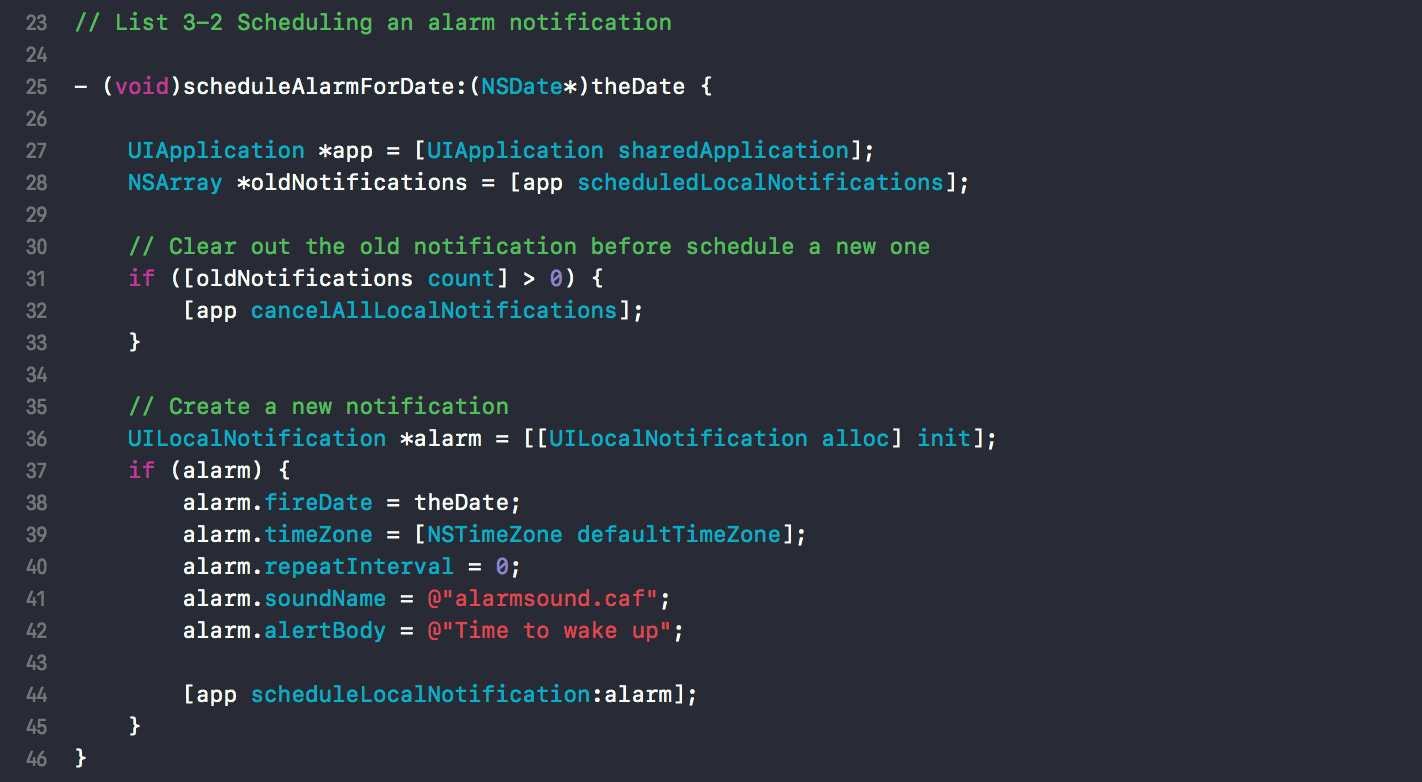 23 // List 3-2 Scheduling an alarm notification
24
25 - (void)scheduleAlarmForDate:(NSDate*)theDate {
26
27     UIApplication *app = [UIApplication sharedApplication];
28     NSArray *oldNotifications = [app scheduledLocalNotifications];
29
30     // Clear out the old notification before schedule a new one
31     if ([oldNotifications count] > 0) {
32         [app cancelAllLocalNotifications];
33     }
34
35     // Create a new notification
36     UILocalNotification *alarm = [[UILocalNotification alloc] init];
37     if (alarm) {
38         alarm.fireDate = theDate;
39         alarm.timeZone = [NSTimeZone defaultTimeZone];
40         alarm.repeatInterval = 0;
41         alarm.soundName = @"alarmsound.caf";
42         alarm.alertBody = @"Time to wake up";
43
44         [app scheduleLocalNotification:alarm];
45     }
46 }